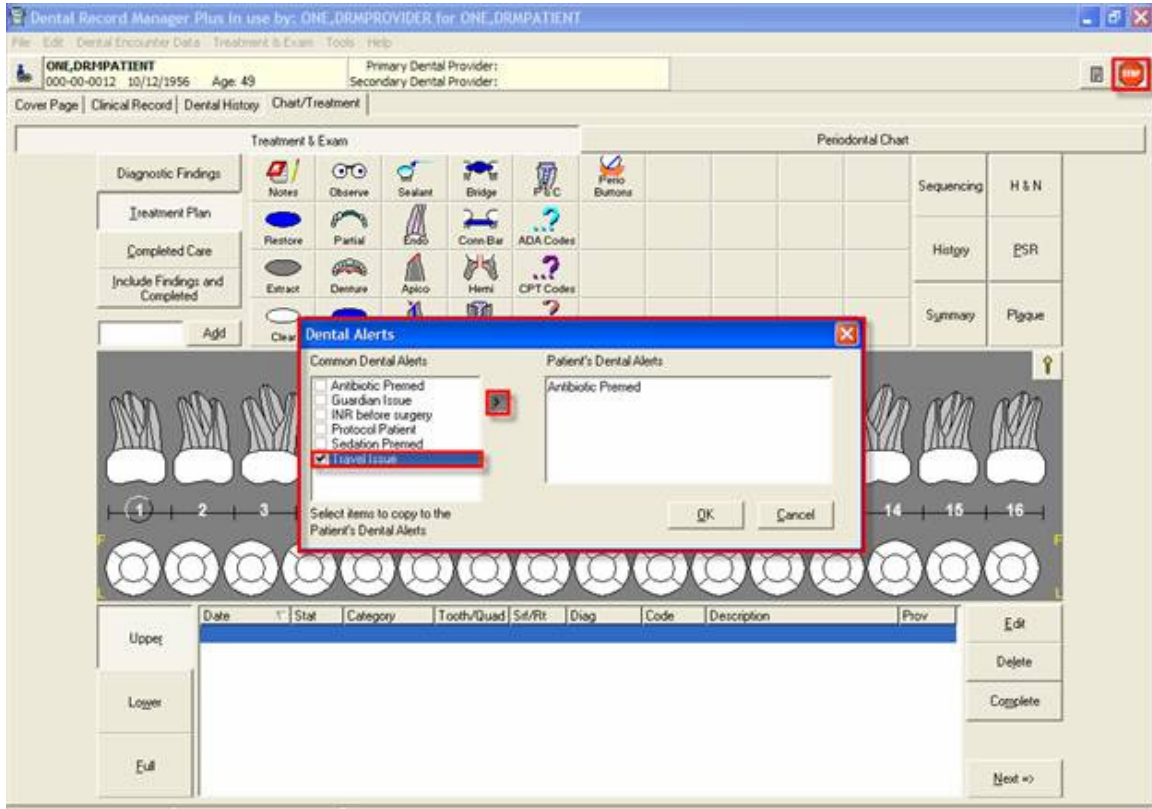 Dental Record Manager Plus in use by: ONE,DRMPROVIDER for ONE,DRMPATIENT
File Edit Dental Encounter Data Treatment & Exam Tools Help
ONE,DRMPATIENT Primary Dental Provider:
000-00-0012 10/12/1956 Age: 49 Secondary Dental Provider:
STOP
Cover Page Clinical Record Dental History Chart/Treatment
Treatment & Exam Periodontal Chart
Diagnostic Findings
Treatment Plan
Completed Care
Include Findings and
Completed
Add
Notes Observe Sealant Bridge P&C Perio
Buttons
Restore Partial Endo Conn-Bar ADA Codes
Extract Denture Apico Hemi CPT Codes
Clear
Sequencing H & N
History PSR
Summary Plaque
Dental Alerts
Common Dental Alerts Patient's Dental Alerts
Antibiotic Premed
Guardian Issue
INR before surgery
Protocol Patient
Sedation Premed
Travel Issue
>
Antibiotic Premed
Select items to copy to the
Patient's Dental Alerts
OK Cancel
1 2 3 14 15 16
F F
L L
Date Stat Category Tooth/Quad Srf/Rt Diag Code Description Prov
Upper
Lower
Full
Edit
Delete
Complete
Next =>